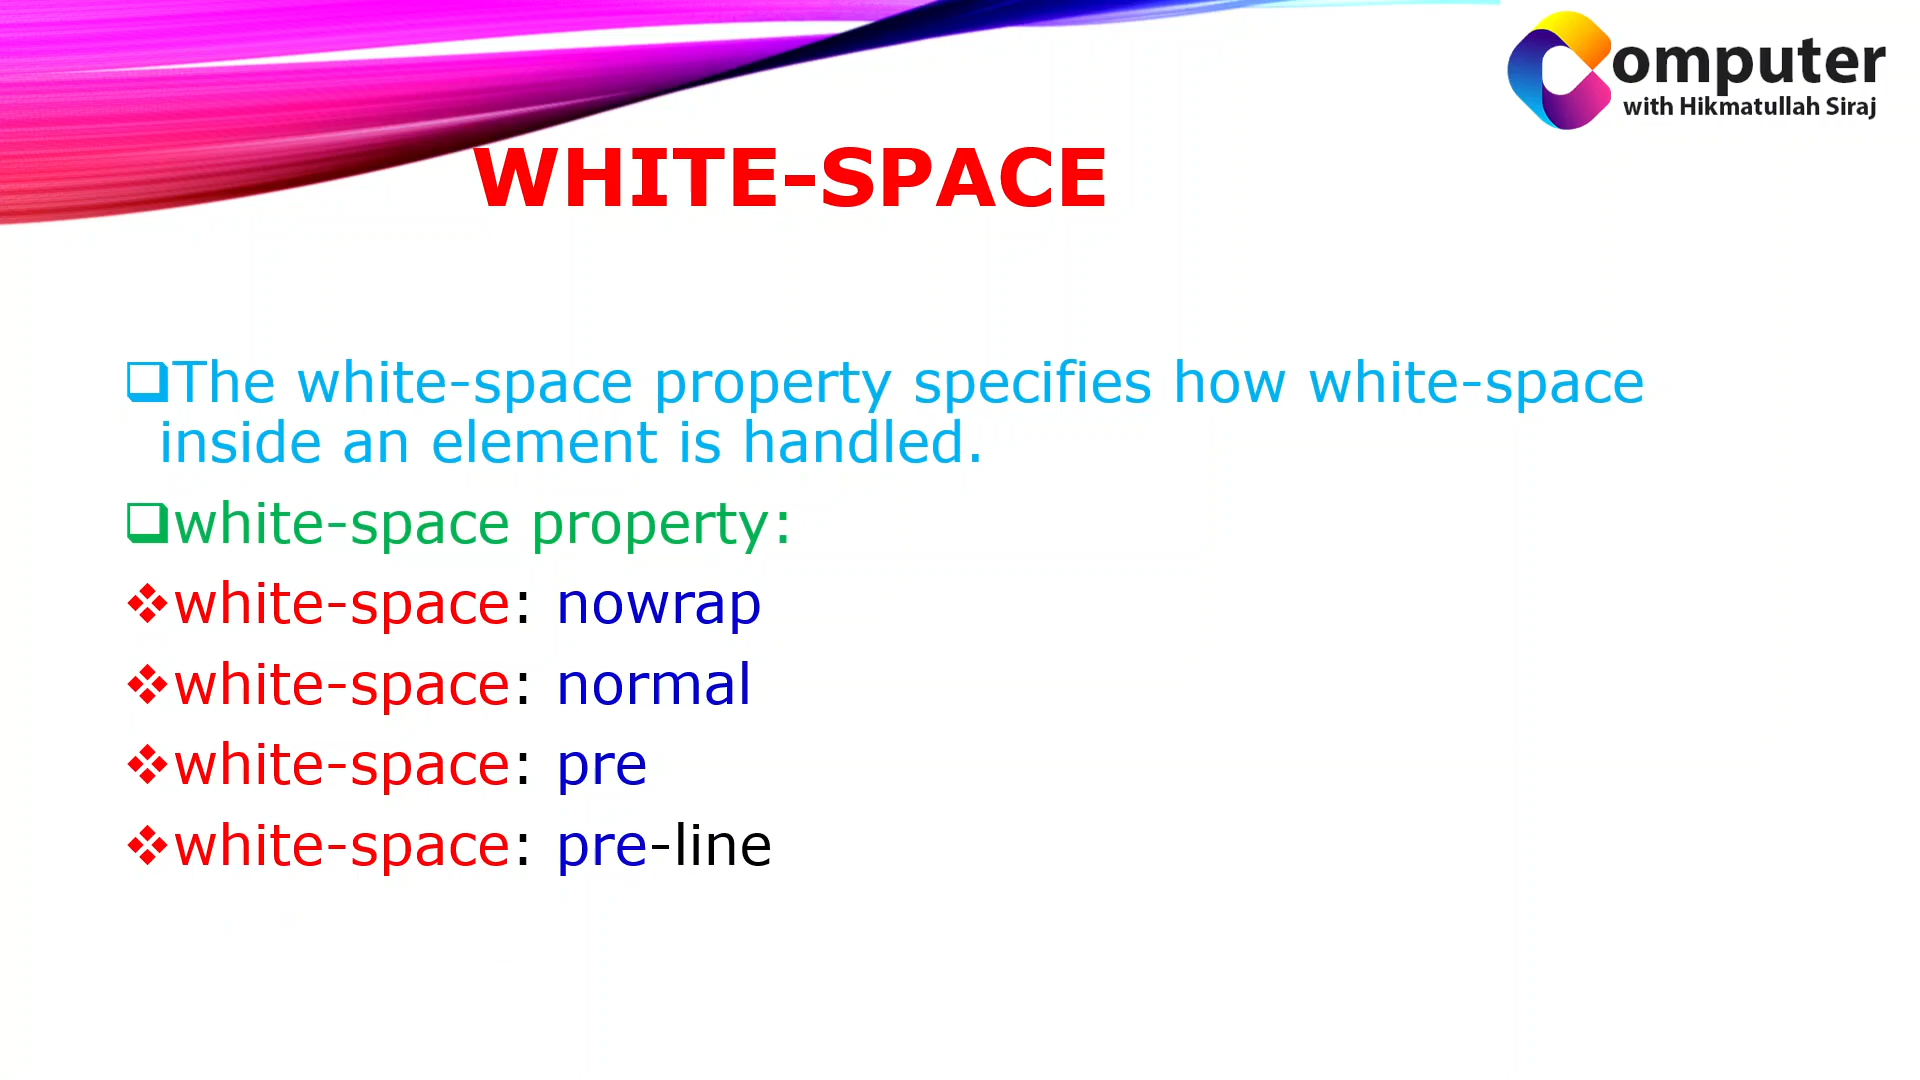 Computer
with Hikmatullah Siraj
WHITE-SPACE
The white-space property specifies how white-space
inside an element is handled.
white-space property:
white-space: nowrap
white-space: normal
white-space: pre
white-space: pre-line